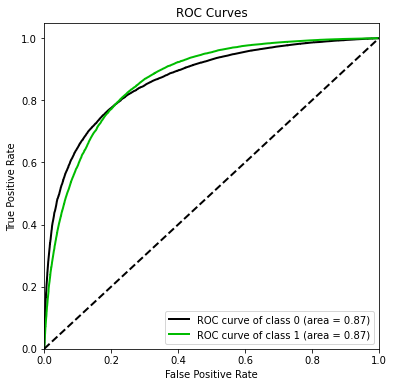 ROC Curves
True Positive Rate
1.0
0.8
0.6
0.4
0.2
0.0
ROC curve of class 0 (area = 0.87)
ROC curve of class 1 (area = 0.87)
0.0 0.2 0.4 0.6 0.8 1.0
False Positive Rate